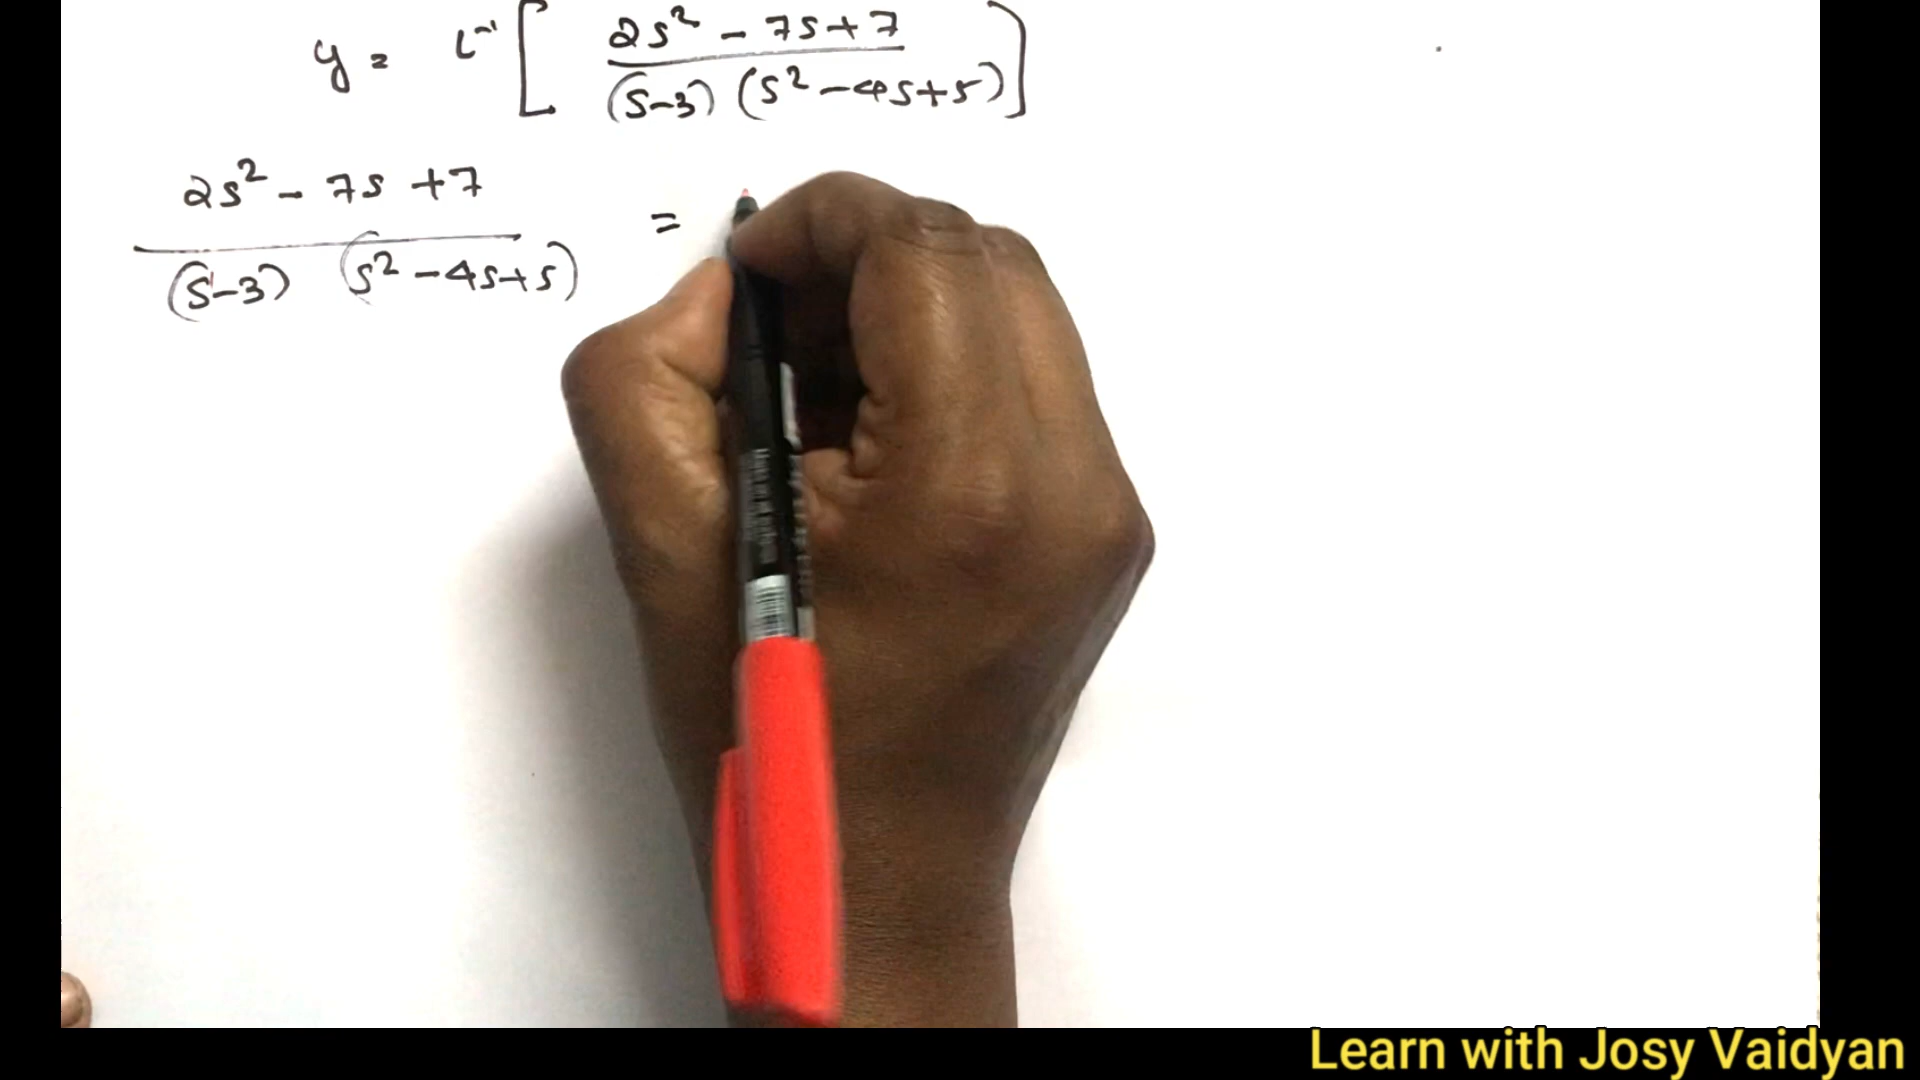 y = L⁻¹ [ 2s² - 7s + 7 / (s-3) (s² - 4s + 5) ]
2s² - 7s + 7 / (s-3) (s² - 4s + 5) =
Learn with Josy Vaidyan